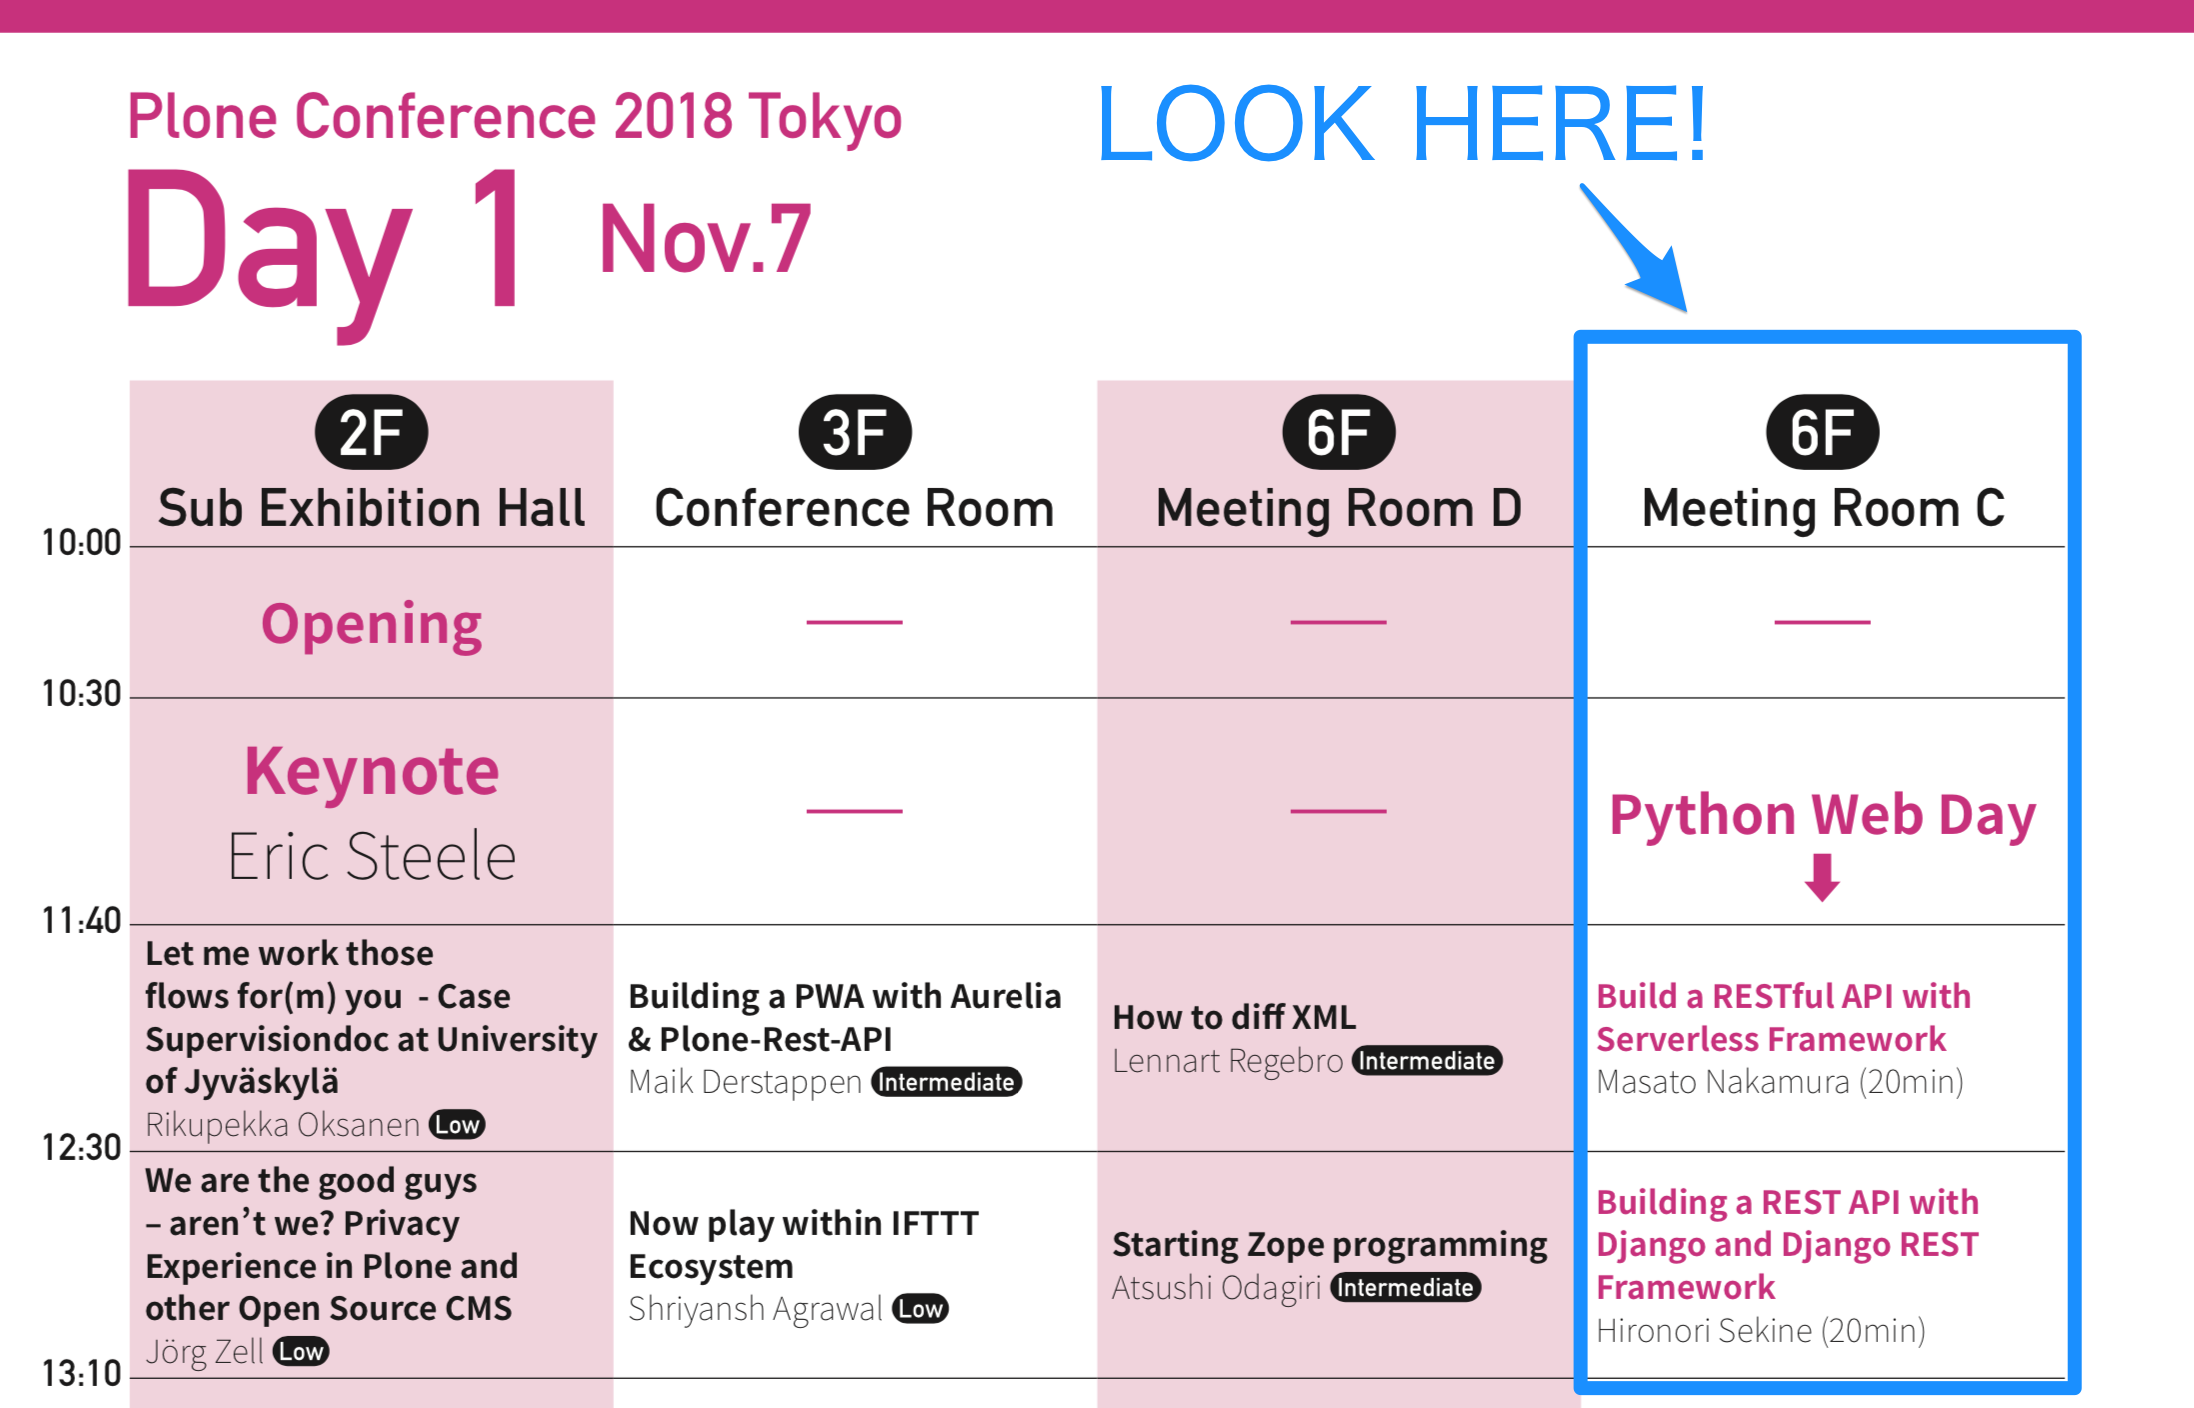 Plone Conference 2018 Tokyo
LOOK HERE!
Day 1 Nov.7
2F
Sub Exhibition Hall
3F
Conference Room
6F
Meeting Room D
6F
Meeting Room C
10:00
Opening
10:30
Keynote
Eric Steele
Python Web Day
11:40
Let me work those
flows for(m) you - Case
Supervisiondoc at University
of Jyväskylä
Rikupekka Oksanen Low
Building a PWA with Aurelia
& Plone-Rest-API
Maik Derstappen Intermediate
How to diff XML
Lennart Regebro Intermediate
Build a RESTful API with
Serverless Framework
Masato Nakamura (20min)
12:30
We are the good guys
– aren’t we? Privacy
Experience in Plone and
other Open Source CMS
Jörg Zell Low
Now play within IFTTT
Ecosystem
Shriyansh Agrawal Low
Starting Zope programming
Atsushi Odagiri Intermediate
Building a REST API with
Django and Django REST
Framework
Hironori Sekine (20min)
13:10